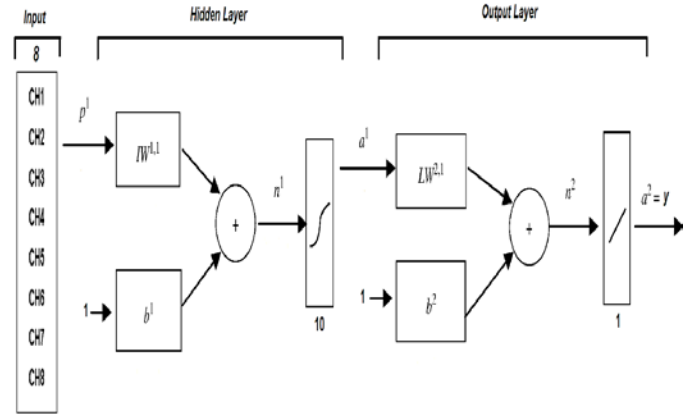 Input
Hidden Layer
Output Layer
8
CH1
CH2
CH3
CH4
CH5
CH6
CH7
CH8
p¹
IW¹,¹
1
b¹
+
n¹
10
a¹
LW²,¹
1
b²
+
n²
1
a² = y